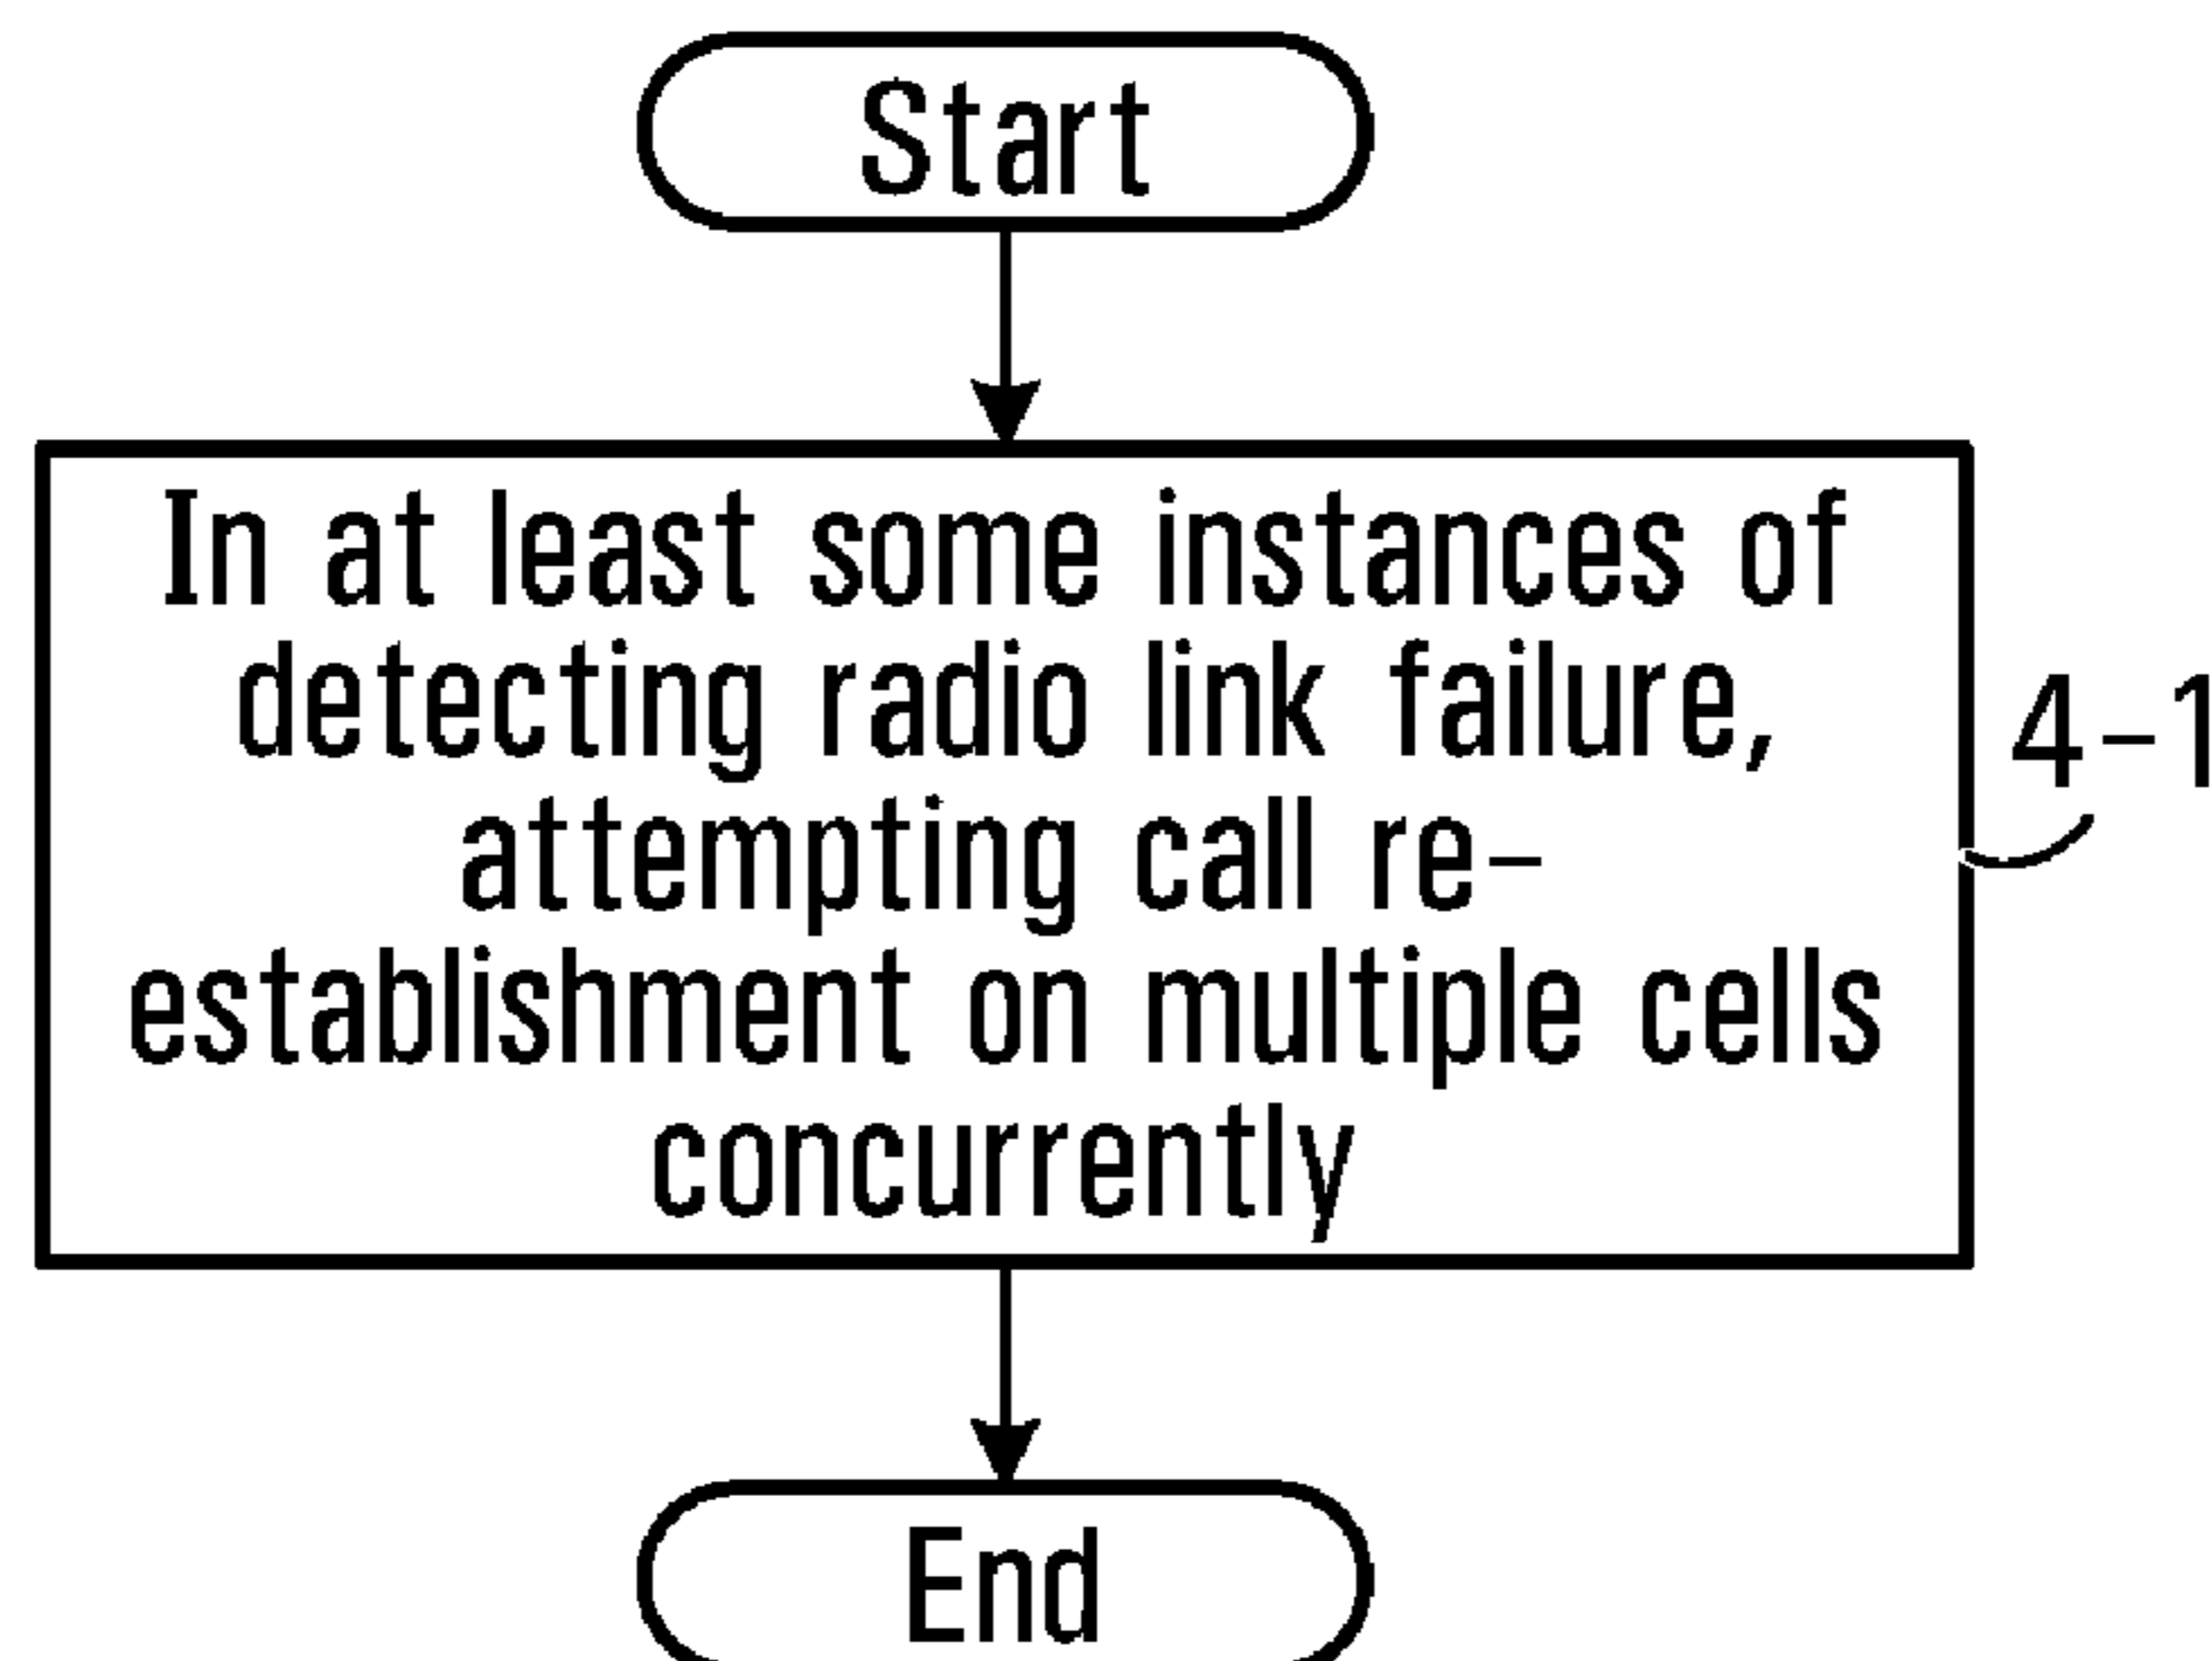 Start
In at least some instances of
detecting radio link failure,
attempting call re-
establishment on multiple cells
concurrently
4-1
End